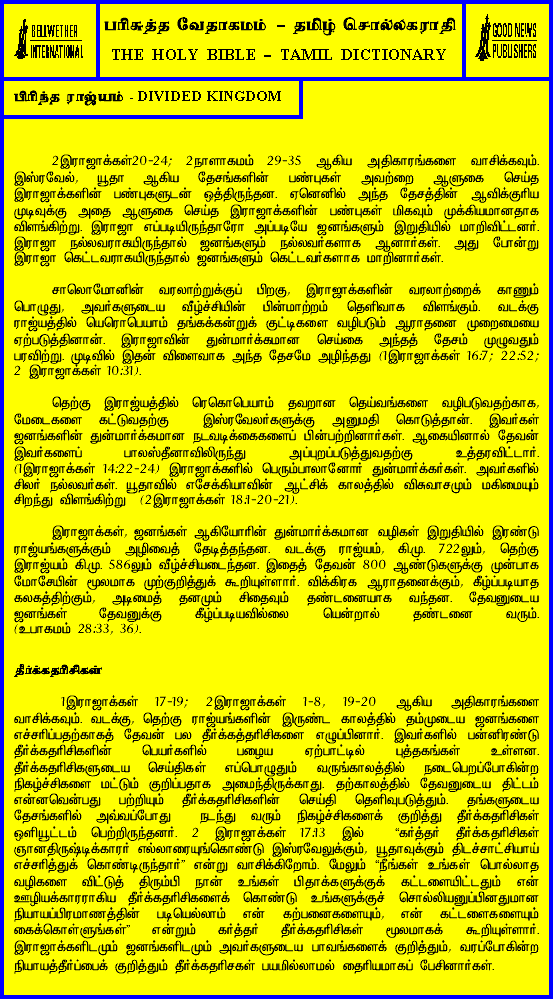 BELLWETHER
INTERNATIONAL
பரிசுத்த வேதாகமம் – தமிழ் சொல்லகராதி
THE HOLY BIBLE – TAMIL DICTIONARY
GOOD NEWS
PUBLISHERS
பிரிந்த ராஜ்யம் - DIVIDED KINGDOM
2இராஜாக்கள்20-24; 2நாளாகமம் 29-35 ஆகிய அதிகாரங்களை வாசிக்கவும்.
இஸ்ரவேல், யூதா ஆகிய தேசங்களின் பண்புகள் அவற்றை ஆளுகை செய்த
இராஜாக்களின் பண்புகளுடன் ஒத்திருந்தன. ஏனெனில் அந்த தேசத்தின் ஆவிக்குரிய
முடிவுக்கு அதை ஆளுகை செய்த இராஜாக்களின் பண்புகள் மிகவும் முக்கியமானதாக
விளங்கிற்று. இராஜா எப்படியிருந்தாரோ அப்படியே ஜனங்களும் இறுதியில் மாறிவிட்டனர்.
இராஜா நல்லவராகயிருந்தால் ஜனங்களும் நல்லவர்களாக ஆனார்கள். அது போன்று
இராஜா கெட்டவராகயிருந்தால் ஜனங்களும் கெட்டவர்களாக மாறினார்கள்.
சாலொமோனின் வரலாற்றுக்குப் பிறகு, இராஜாக்களின் வரலாற்றைக் காணும்
பொழுது, அவர்களுடைய வீழ்ச்சியின் பின்மாற்றம் தெளிவாக விளங்கும். வடக்கு
ராஜ்யத்தில் யெரொபெயாம் தங்கக்கன்றுக் குட்டிகளை வழிபடும் ஆராதனை முறைமையை
ஏற்படுத்தினான். இராஜாவின் துன்மார்க்கமான செய்கை அந்தத் தேசம் முழுவதும்
பரவிற்று. முடிவில் இதன் விளைவாக அந்த தேசமே அழிந்தது (1இராஜாக்கள் 16:7; 22:52;
2 இராஜாக்கள் 10:31).
தெற்கு இராஜ்யத்தில் ரெகொபெயாம் தவறான தெய்வங்களை வழிபடுவதற்காக,
மேடைகளை கட்டுவதற்கு இஸ்ரவேலர்களுக்கு அனுமதி கொடுத்தான். இவர்கள்
ஜனங்களின் துன்மார்க்கமான நடவடிக்கைகளைப் பின்பற்றினார்கள். ஆகையினால் தேவன்
இவர்களைப் பாலஸ்தீனாவிலிருந்து அப்புறப்படுத்துவதற்கு உத்தரவிட்டார்.
(1இராஜாக்கள் 14:22-24) இராஜாக்களில் பெரும்பாலானோர் துன்மார்க்கர்கள். அவர்களில்
சிலர் நல்லவர்கள். யூதாவில் எசேக்கியாவின் ஆட்சிக் காலத்தில் விசுவாசமும் மகிமையும்
சிறந்து விளங்கிற்று (2இராஜாக்கள் 18:1-20-21).
இராஜாக்கள், ஜனங்கள் ஆகியோரின் துன்மார்க்கமான வழிகள் இறுதியில் இரண்டு
ராஜ்யங்களுக்கும் அழிவைத் தேடித்தந்தன. வடக்கு ராஜ்யம், கி.மு. 722லும், தெற்கு
இராஜ்யம் கி.மு. 586லும் வீழ்ச்சியடைந்தன. இதைத் தேவன் 800 ஆண்டுகளுக்கு முன்பாக
மோசேயின் மூலமாக முற்குறித்துக் கூறியுள்ளார். விக்கிரக ஆராதனைக்கும், கீழ்ப்படியாத
கலகத்திற்கும், அடிமைத் தனமும் சிதைவும் தண்டனையாக வந்தன. தேவனுடைய
ஜனங்கள் தேவனுக்கு கீழ்ப்படியவில்லை யென்றால் தண்டனை வரும்.
(உபாகமம் 28:33, 36).
தீர்க்கதரிசிகள்
1இராஜாக்கள் 17-19; 2இராஜாக்கள் 1-8, 19-20 ஆகிய அதிகாரங்களை
வாசிக்கவும். வடக்கு, தெற்கு ராஜ்யங்களின் இருண்ட காலத்தில் தம்முடைய ஜனங்களை
எச்சரிப்பதற்காகத் தேவன் பல தீர்க்கத்தரிசிகளை எழுப்பினார். இவர்களில் பன்னிரண்டு
தீர்க்கதரிசிகளின் பெயர்களில் பழைய ஏற்பாட்டில் புத்தகங்கள் உள்ளன.
தீர்க்கதரிசிகளுடைய செய்திகள் எப்பொழுதும் வருங்காலத்தில் நடைபெறப்போகின்ற
நிகழ்ச்சிகளை மட்டும் குறிப்பதாக அமைந்திருக்காது. தற்காலத்தில் தேவனுடைய திட்டம்
என்னவென்பது பற்றியும் தீர்க்கதரிசிகளின் செய்தி தெளிவுபடுத்தும். தங்களுடைய
தேசங்களில் அவ்வப்போது நடந்து வரும் நிகழ்ச்சிகளைக் குறித்து தீர்க்கதரிசிகள்
ஒளியூட்டம் பெற்றிருந்தனர். 2 இராஜாக்கள் 17:13 இல் “கர்த்தர் தீர்க்கதரிசிகள்
ஞானதிருஷ்டிக்காரர் எல்லாரையுங்கொண்டு இஸ்ரவேலுக்கும், யூதாவுக்கும் திடச்சாட்சியாய்
எச்சரித்துக் கொண்டிருந்தார்” என்று வாசிக்கிறோம். மேலும் “நீங்கள் உங்கள் பொல்லாத
வழிகளை விட்டுத் திரும்பி நான் உங்கள் பிதாக்களுக்குக் கட்டளையிட்டதும் என்
ஊழியக்காரராகிய தீர்க்கதரிசிகளைக் கொண்டு உங்களுக்குச் சொல்லியனுப்பினதுமான
நியாயப்பிரமாணத்தின் படியெல்லாம் என் கற்பனைகளையும், என் கட்டளைகளையும்
கைக்கொள்ளுங்கள்” என்றும் கர்த்தர் தீர்க்கதரிசிகள் மூலமாகக் கூறியுள்ளார்.
இராஜாக்களிடமும் ஜனங்களிடமும் அவர்களுடைய பாவங்களைக் குறித்தும், வரப்போகின்ற
நியாயத்தீர்ப்பைக் குறித்தும் தீர்க்கதரிசகள் பயமில்லாமல் தைரியமாகப் பேசினார்கள்.